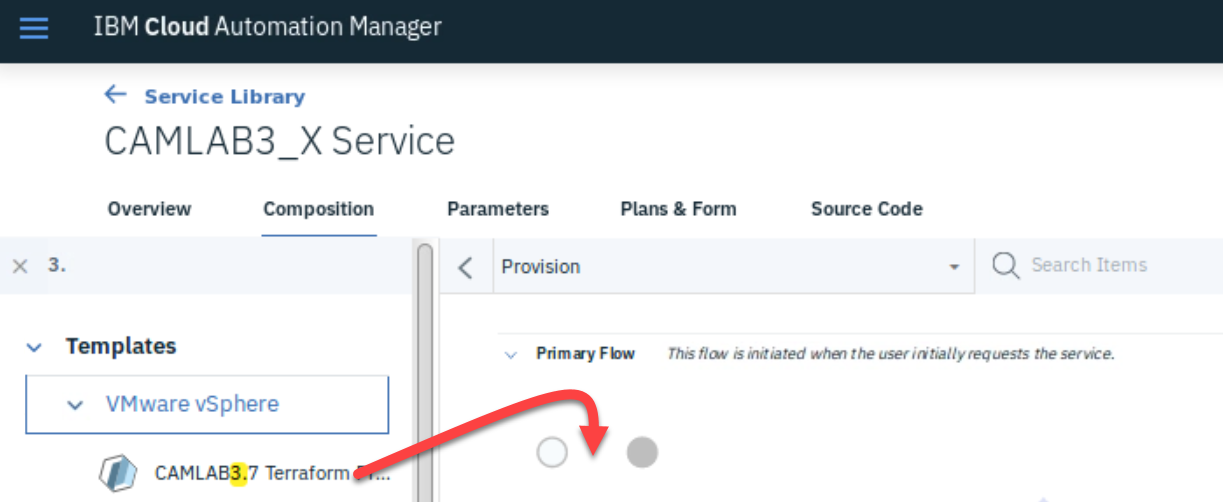 IBM Cloud Automation Manager
Service Library
CAMLAB3_X Service
Overview Composition Parameters Plans & Form Source Code
3. Provision Search Items
Templates
Primary Flow This flow is initiated when the user initially requests the service.
VMware vSphere
CAMLAB3.7 Terraform